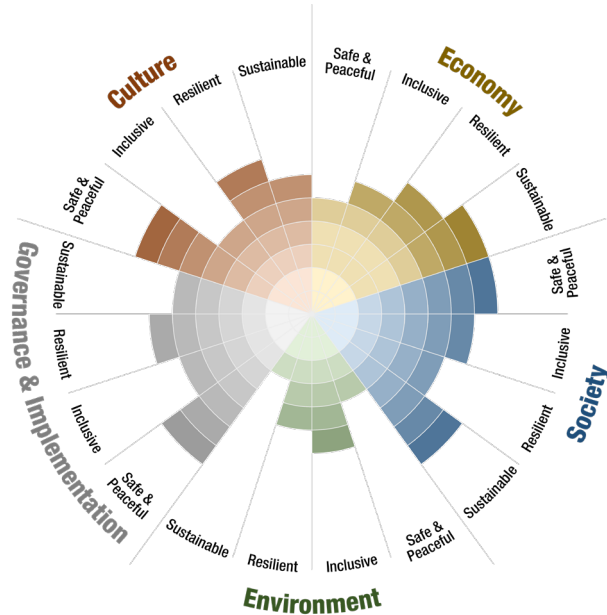 Culture
Safe &
Peaceful
Inclusive
Resilient
Sustainable
Economy
Safe &
Peaceful
Inclusive
Resilient
Sustainable
Society
Safe &
Peaceful
Inclusive
Resilient
Sustainable
Environment
Safe &
Peaceful
Inclusive
Resilient
Sustainable
Governance & Implementation
Safe &
Peaceful
Inclusive
Resilient
Sustainable